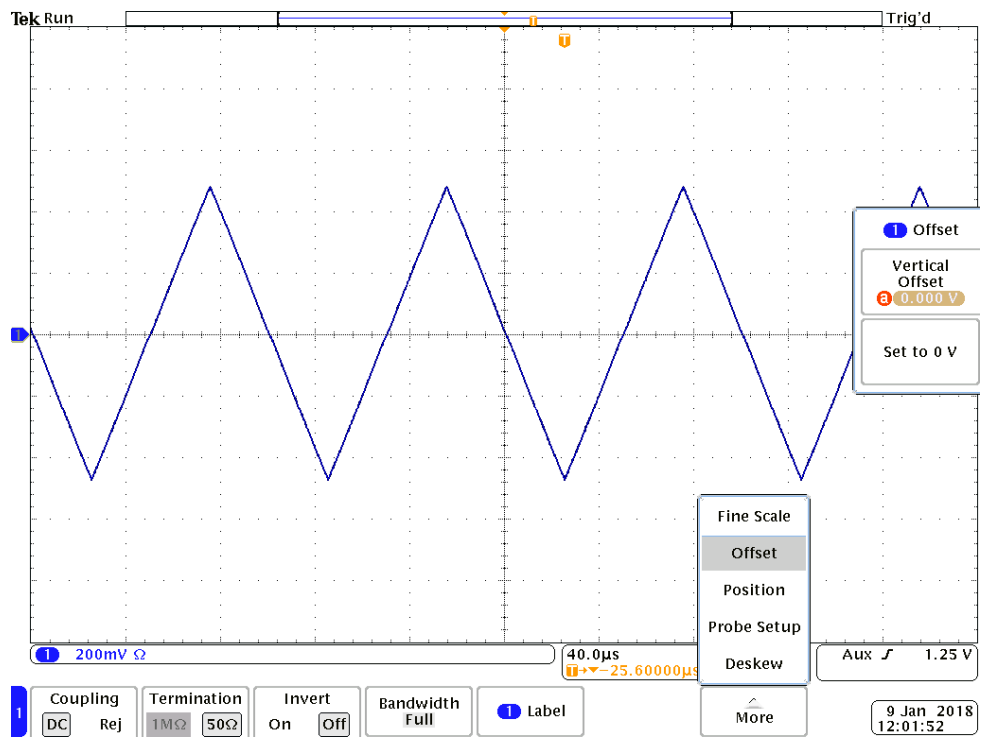 Tek Run
Trig'd
T
T
1
1 Offset
Vertical
Offset
a 0.000 V
Set to 0 V
Fine Scale
Offset
Position
Probe Setup
Deskew
1 200mV Ω
40.0µs
T→▼−25.60000µs
Aux ƒ 1.25 V
1
Coupling
DC Rej
Termination
1MΩ 50Ω
Invert
On Off
Bandwidth
Full
1 Label
More
9 Jan 2018
12:01:52